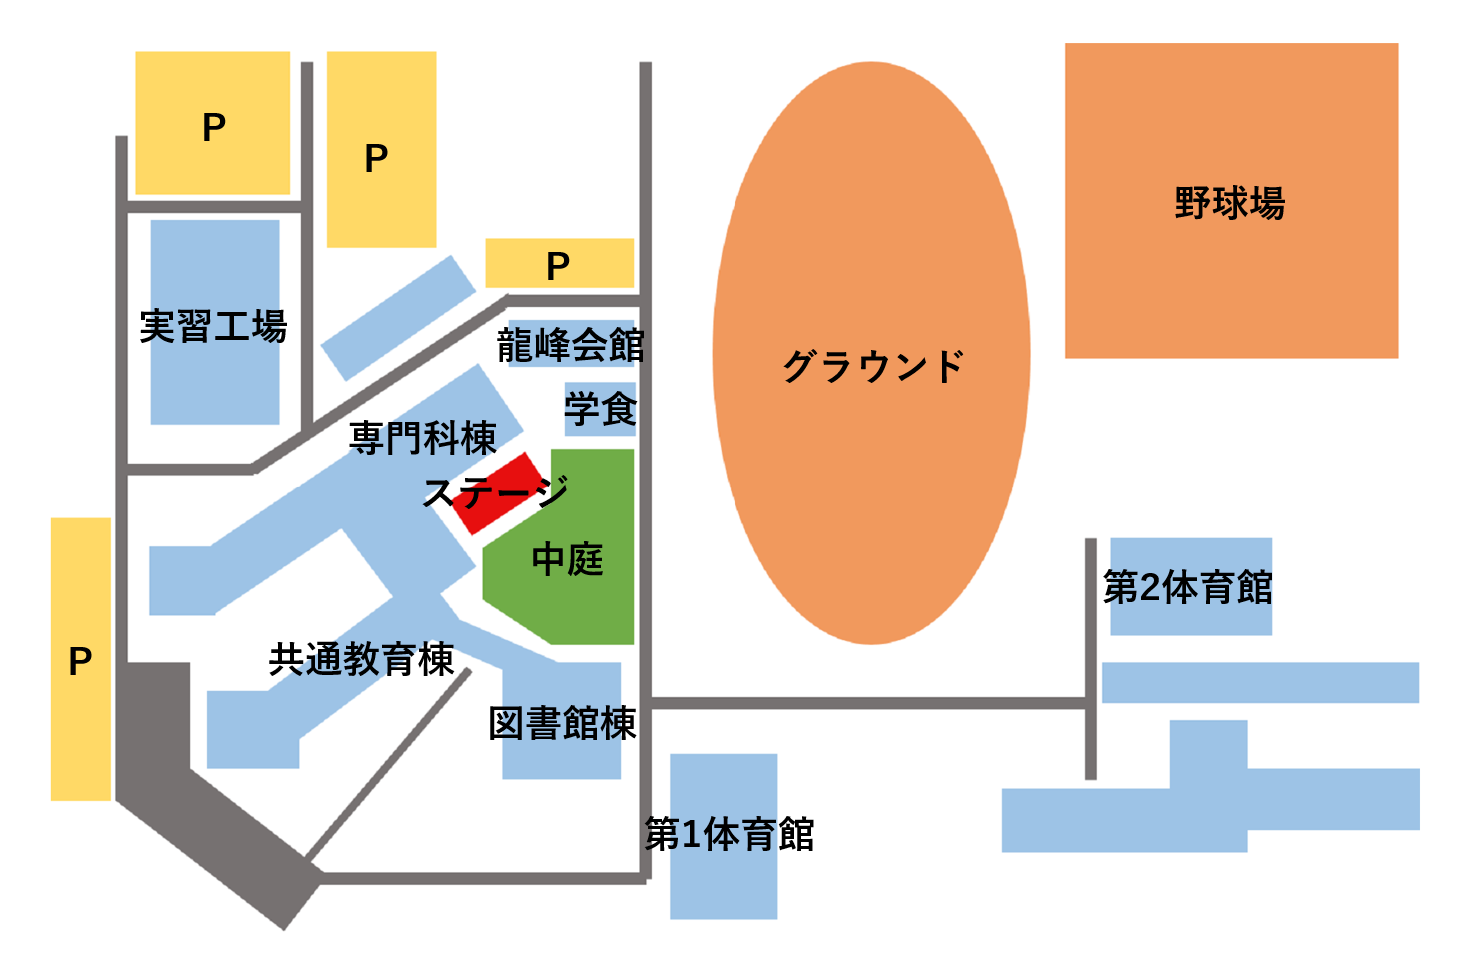 P
P
野球場
P
実習工場
龍峰会館
グラウンド
学食
専門科棟
ステージ
中庭
第2体育館
P
共通教育棟
図書館棟
第1体育館